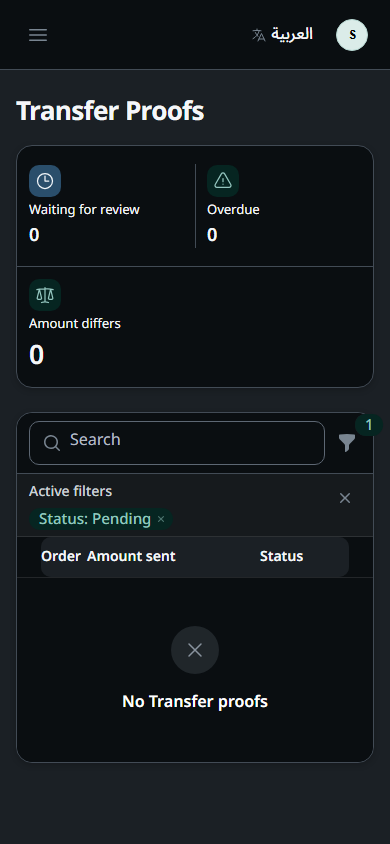 العربية
S
Transfer Proofs
Waiting for review
0
Overdue
0
Amount differs
0
Search
1
Active filters
Status: Pending ×
Order Amount sent Status
No Transfer proofs